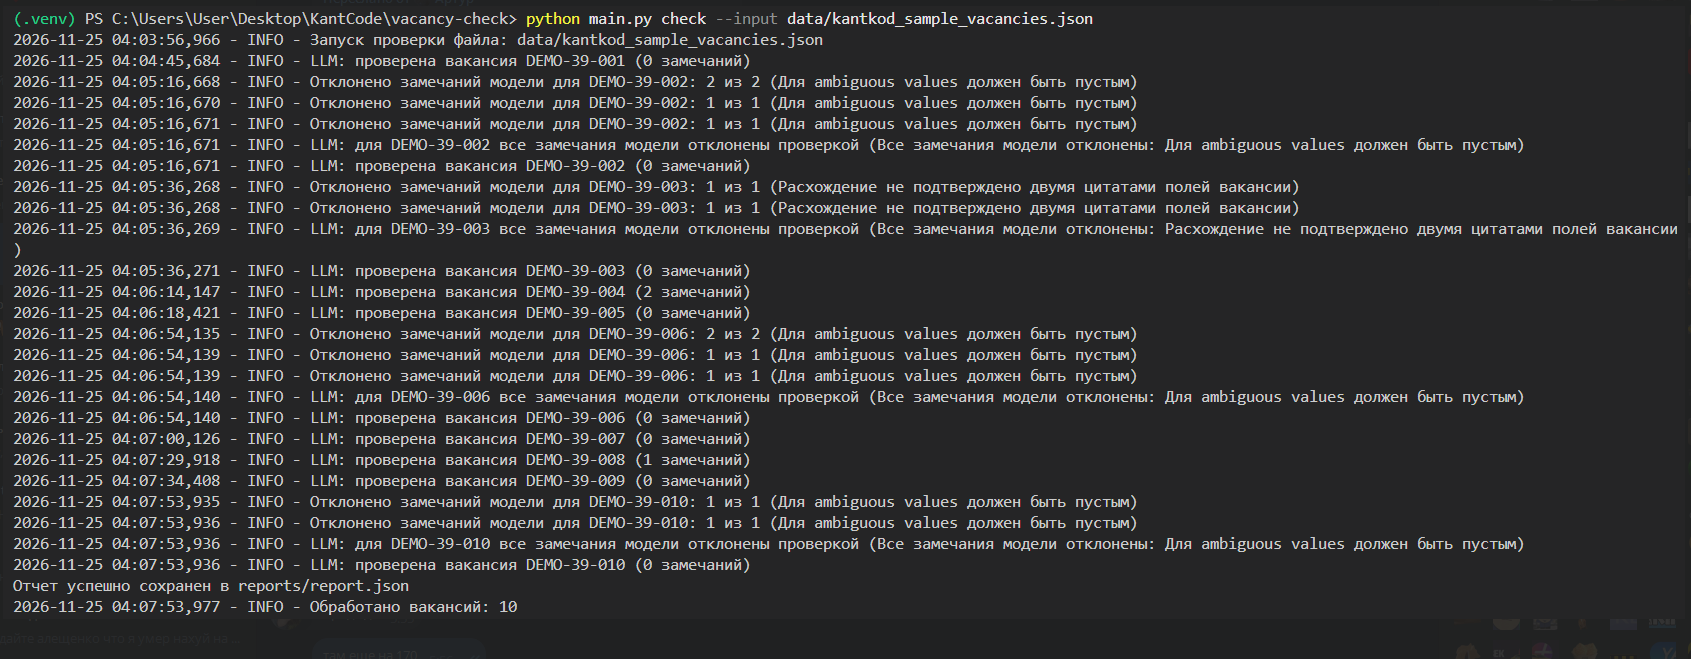 (.venv) PS C:\Users\User\Desktop\KantCode\vacancy-check> python main.py check --input data/kantkod_sample_vacancies.json
2026-11-25 04:03:56,966 - INFO - Запуск проверки файла: data/kantkod_sample_vacancies.json
2026-11-25 04:04:45,684 - INFO - LLM: проверена вакансия DEMO-39-001 (0 замечаний)
2026-11-25 04:05:16,668 - INFO - Отклонено замечаний модели для DEMO-39-002: 2 из 2 (Для ambiguous values должен быть пустым)
2026-11-25 04:05:16,670 - INFO - Отклонено замечаний модели для DEMO-39-002: 1 из 1 (Для ambiguous values должен быть пустым)
2026-11-25 04:05:16,671 - INFO - Отклонено замечаний модели для DEMO-39-002: 1 из 1 (Для ambiguous values должен быть пустым)
2026-11-25 04:05:16,671 - INFO - LLM: для DEMO-39-002 все замечания модели отклонены проверкой (Все замечания модели отклонены: Для ambiguous values должен быть пустым)
2026-11-25 04:05:16,671 - INFO - LLM: проверена вакансия DEMO-39-002 (0 замечаний)
2026-11-25 04:05:36,268 - INFO - Отклонено замечаний модели для DEMO-39-003: 1 из 1 (Расхождение не подтверждено двумя цитатами полей вакансии)
2026-11-25 04:05:36,268 - INFO - Отклонено замечаний модели для DEMO-39-003: 1 из 1 (Расхождение не подтверждено двумя цитатами полей вакансии)
2026-11-25 04:05:36,269 - INFO - LLM: для DEMO-39-003 все замечания модели отклонены проверкой (Все замечания модели отклонены: Расхождение не подтверждено двумя цитатами полей вакансии
)
2026-11-25 04:05:36,271 - INFO - LLM: проверена вакансия DEMO-39-003 (0 замечаний)
2026-11-25 04:06:14,147 - INFO - LLM: проверена вакансия DEMO-39-004 (2 замечаний)
2026-11-25 04:06:18,421 - INFO - LLM: проверена вакансия DEMO-39-005 (0 замечаний)
2026-11-25 04:06:54,135 - INFO - Отклонено замечаний модели для DEMO-39-006: 2 из 2 (Для ambiguous values должен быть пустым)
2026-11-25 04:06:54,139 - INFO - Отклонено замечаний модели для DEMO-39-006: 1 из 1 (Для ambiguous values должен быть пустым)
2026-11-25 04:06:54,139 - INFO - Отклонено замечаний модели для DEMO-39-006: 1 из 1 (Для ambiguous values должен быть пустым)
2026-11-25 04:06:54,140 - INFO - LLM: для DEMO-39-006 все замечания модели отклонены проверкой (Все замечания модели отклонены: Для ambiguous values должен быть пустым)
2026-11-25 04:06:54,140 - INFO - LLM: проверена вакансия DEMO-39-006 (0 замечаний)
2026-11-25 04:07:00,126 - INFO - LLM: проверена вакансия DEMO-39-007 (0 замечаний)
2026-11-25 04:07:29,918 - INFO - LLM: проверена вакансия DEMO-39-008 (1 замечаний)
2026-11-25 04:07:34,408 - INFO - LLM: проверена вакансия DEMO-39-009 (0 замечаний)
2026-11-25 04:07:53,935 - INFO - Отклонено замечаний модели для DEMO-39-010: 1 из 1 (Для ambiguous values должен быть пустым)
2026-11-25 04:07:53,936 - INFO - Отклонено замечаний модели для DEMO-39-010: 1 из 1 (Для ambiguous values должен быть пустым)
2026-11-25 04:07:53,936 - INFO - LLM: для DEMO-39-010 все замечания модели отклонены проверкой (Все замечания модели отклонены: Для ambiguous values должен быть пустым)
2026-11-25 04:07:53,936 - INFO - LLM: проверена вакансия DEMO-39-010 (0 замечаний)
Отчет успешно сохранен в reports/report.json
2026-11-25 04:07:53,977 - INFO - Обработано вакансий: 10